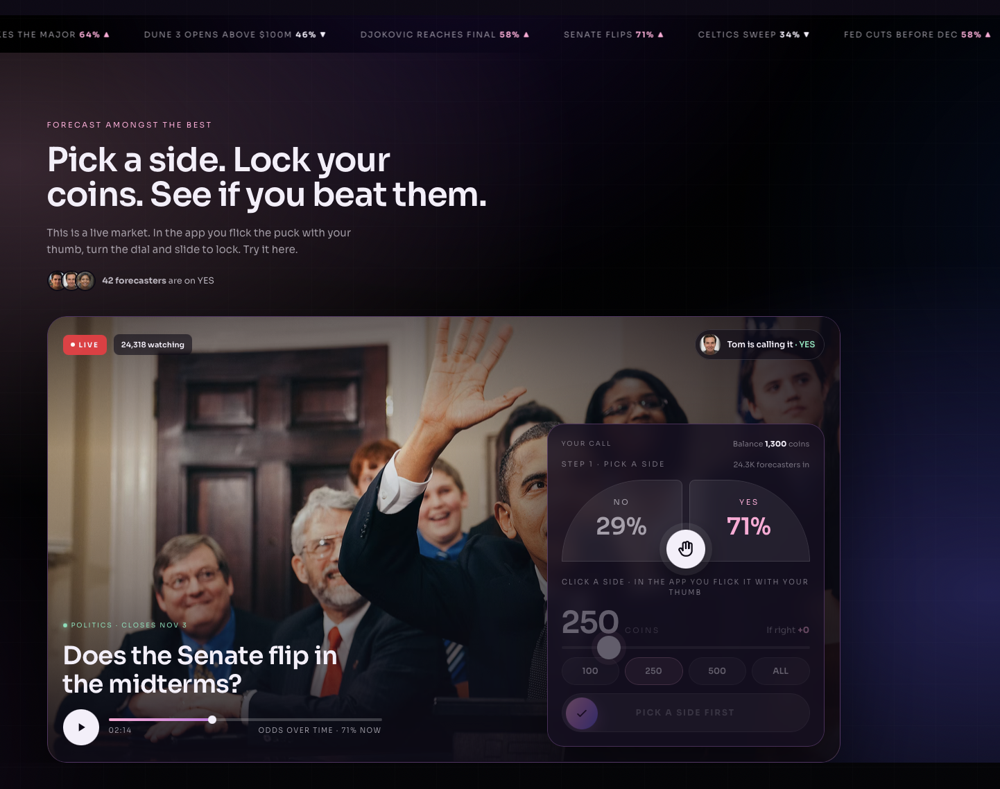 ES THE MAJOR 64% ▲ DUNE 3 OPENS ABOVE $100M 46% ▼ DJOKOVIC REACHES FINAL 58% ▲ SENATE FLIPS 71% ▲ CELTICS SWEEP 34% ▼ FED CUTS BEFORE DEC 58% ▲
FORECAST AMONGST THE BEST
Pick a side. Lock your
coins. See if you beat them.
This is a live market. In the app you flick the puck with your
thumb, turn the dial and slide to lock. Try it here.
42 forecasters are on YES
LIVE
24,318 watching
Tom is calling it · YES
POLITICS · CLOSES NOV 3
Does the Senate flip in
the midterms?
02:14
ODDS OVER TIME · 71% NOW
YOUR CALL
Balance 1,300 coins
STEP 1 · PICK A SIDE
24.3K forecasters in
NO
29%
YES
71%
CLICK A SIDE · IN THE APP YOU FLICK IT WITH YOUR
THUMB
250 COINS
If right +0
100
250
500
ALL
PICK A SIDE FIRST